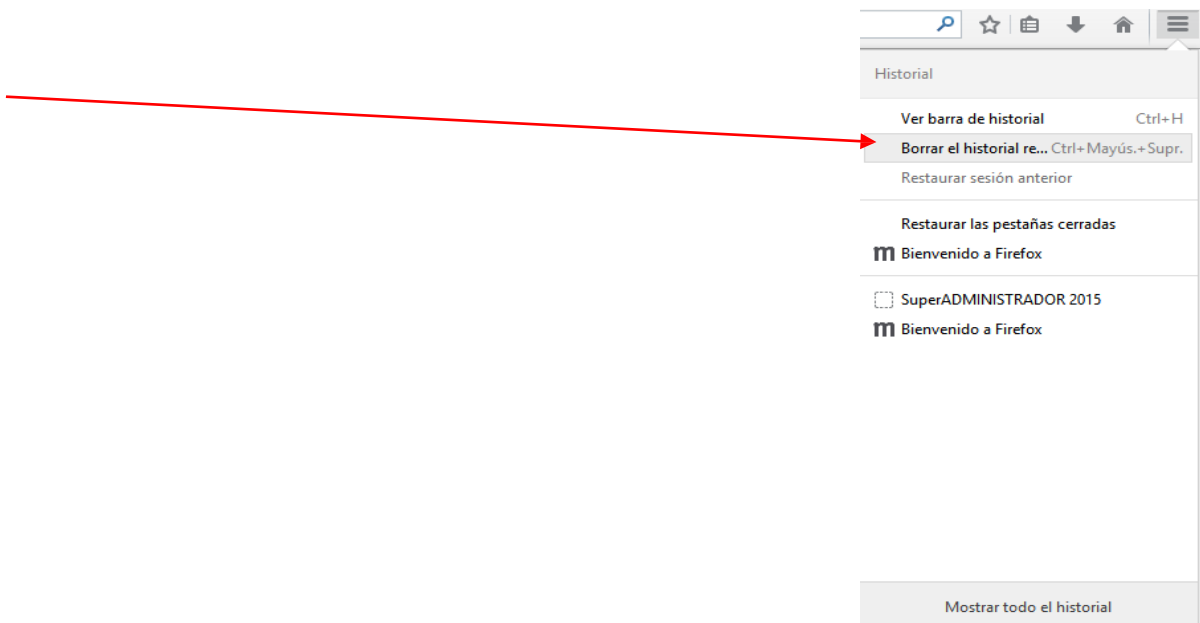 Historial
Ver barra de historial Ctrl+H
Borrar el historial re... Ctrl+Mayús.+Supr.
Restaurar sesión anterior
Restaurar las pestañas cerradas
m Bienvenido a Firefox
SuperADMINISTRADOR 2015
m Bienvenido a Firefox
Mostrar todo el historial